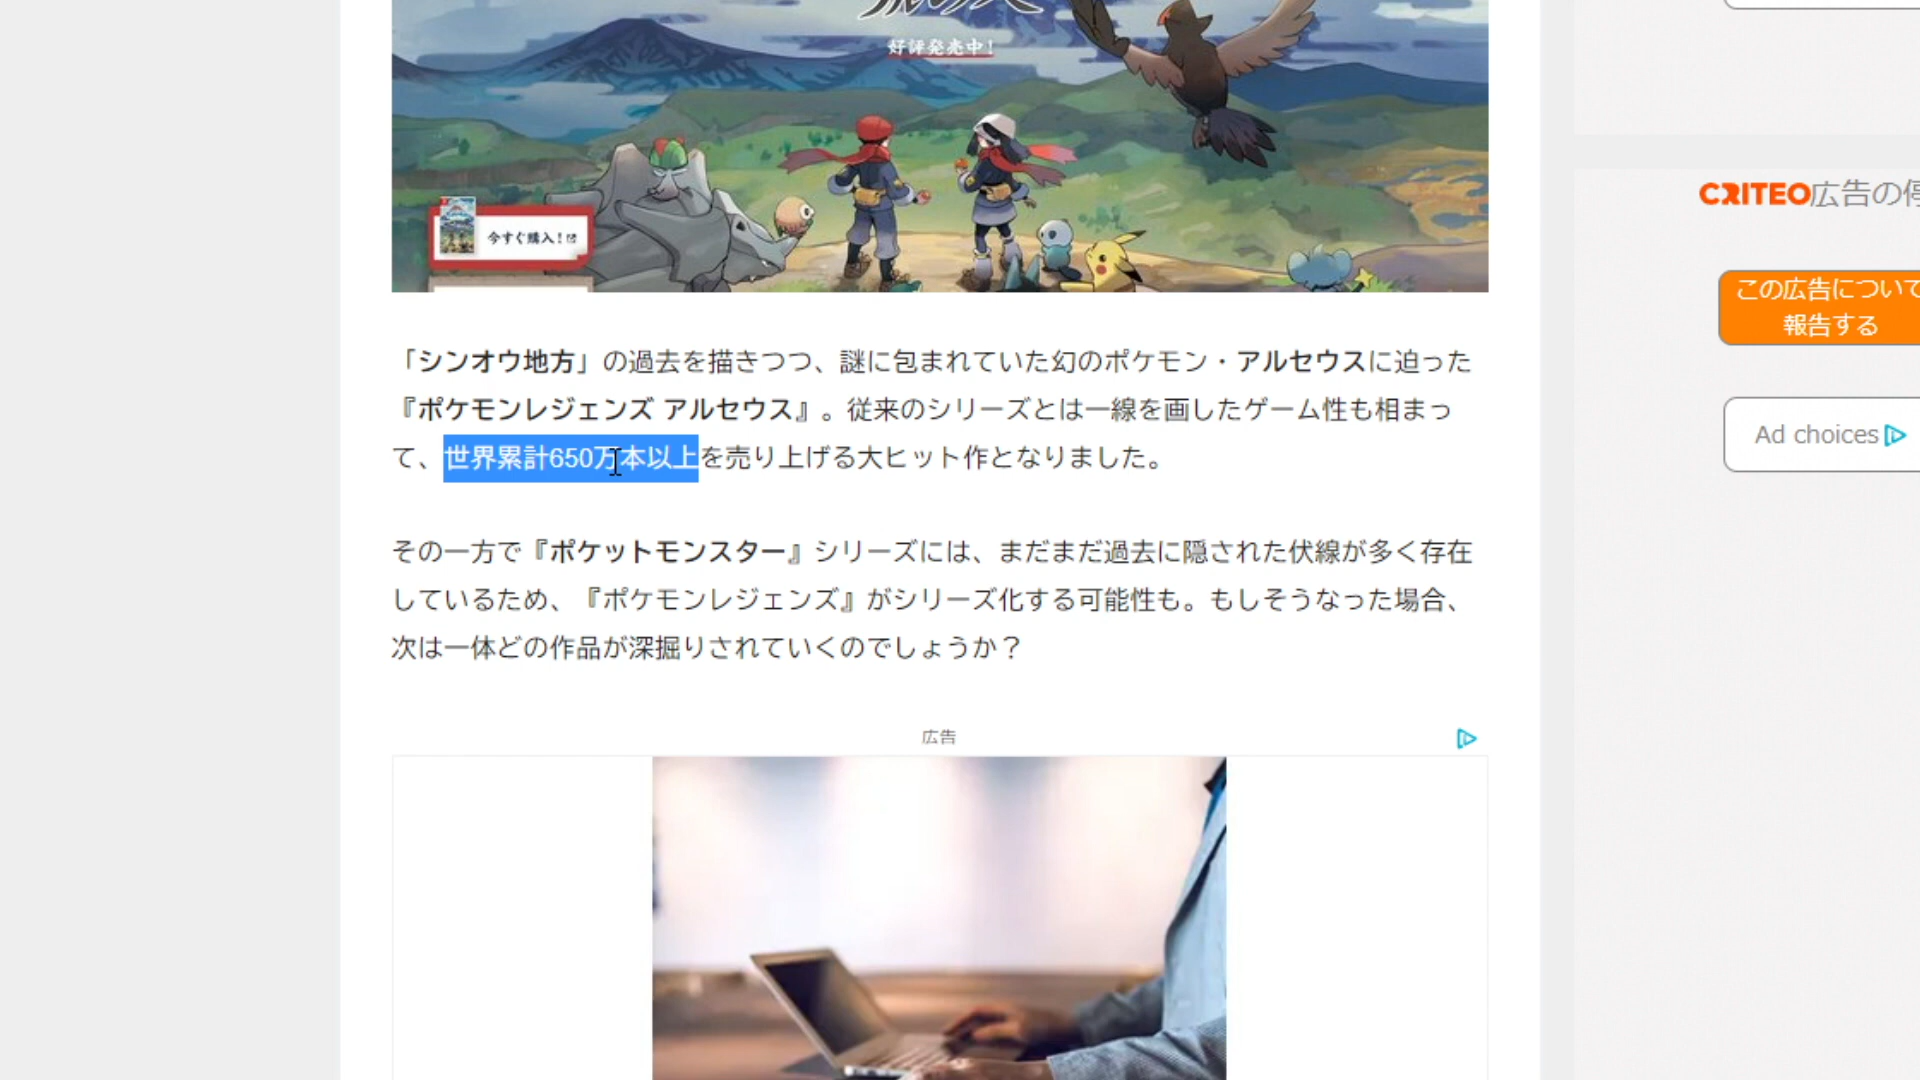 好評発売中!
今すぐ購入!
「シンオウ地方」の過去を描きつつ、謎に包まれていた幻のポケモン・アルセウスに迫った
『ポケモンレジェンズ アルセウス』。従来のシリーズとは一線を画したゲーム性も相まっ
て、世界累計650万本以上を売り上げる大ヒット作となりました。
その一方で『ポケットモンスター』シリーズには、まだまだ過去に隠された伏線が多く存在
しているため、『ポケモンレジェンズ』がシリーズ化する可能性も。もしそうなった場合、
次は一体どの作品が深掘りされていくのでしょうか？
広告
CRITEO広告の停
この広告について
報告する
Ad choices